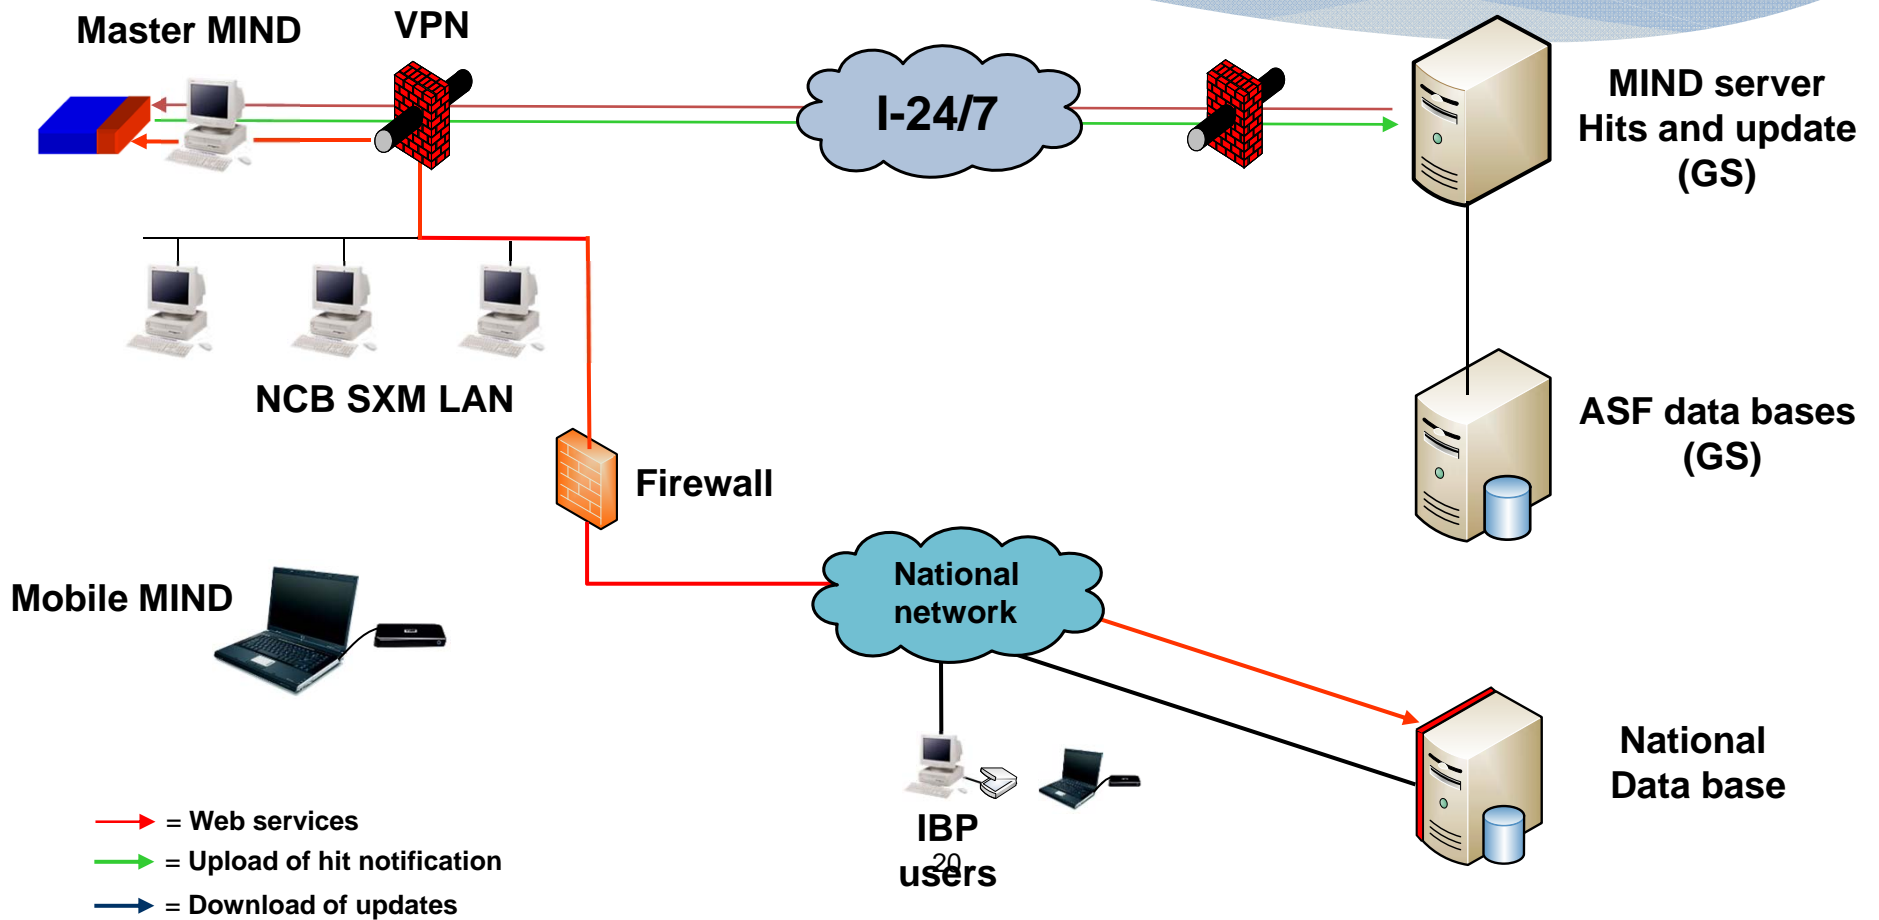 Master MIND
VPN
I-24/7
MIND server
Hits and update
(GS)
NCB SXM LAN
ASF data bases
(GS)
Firewall
Mobile MIND
National
network
National
Data base
IBP
users
20
= Web services
= Upload of hit notification
= Download of updates